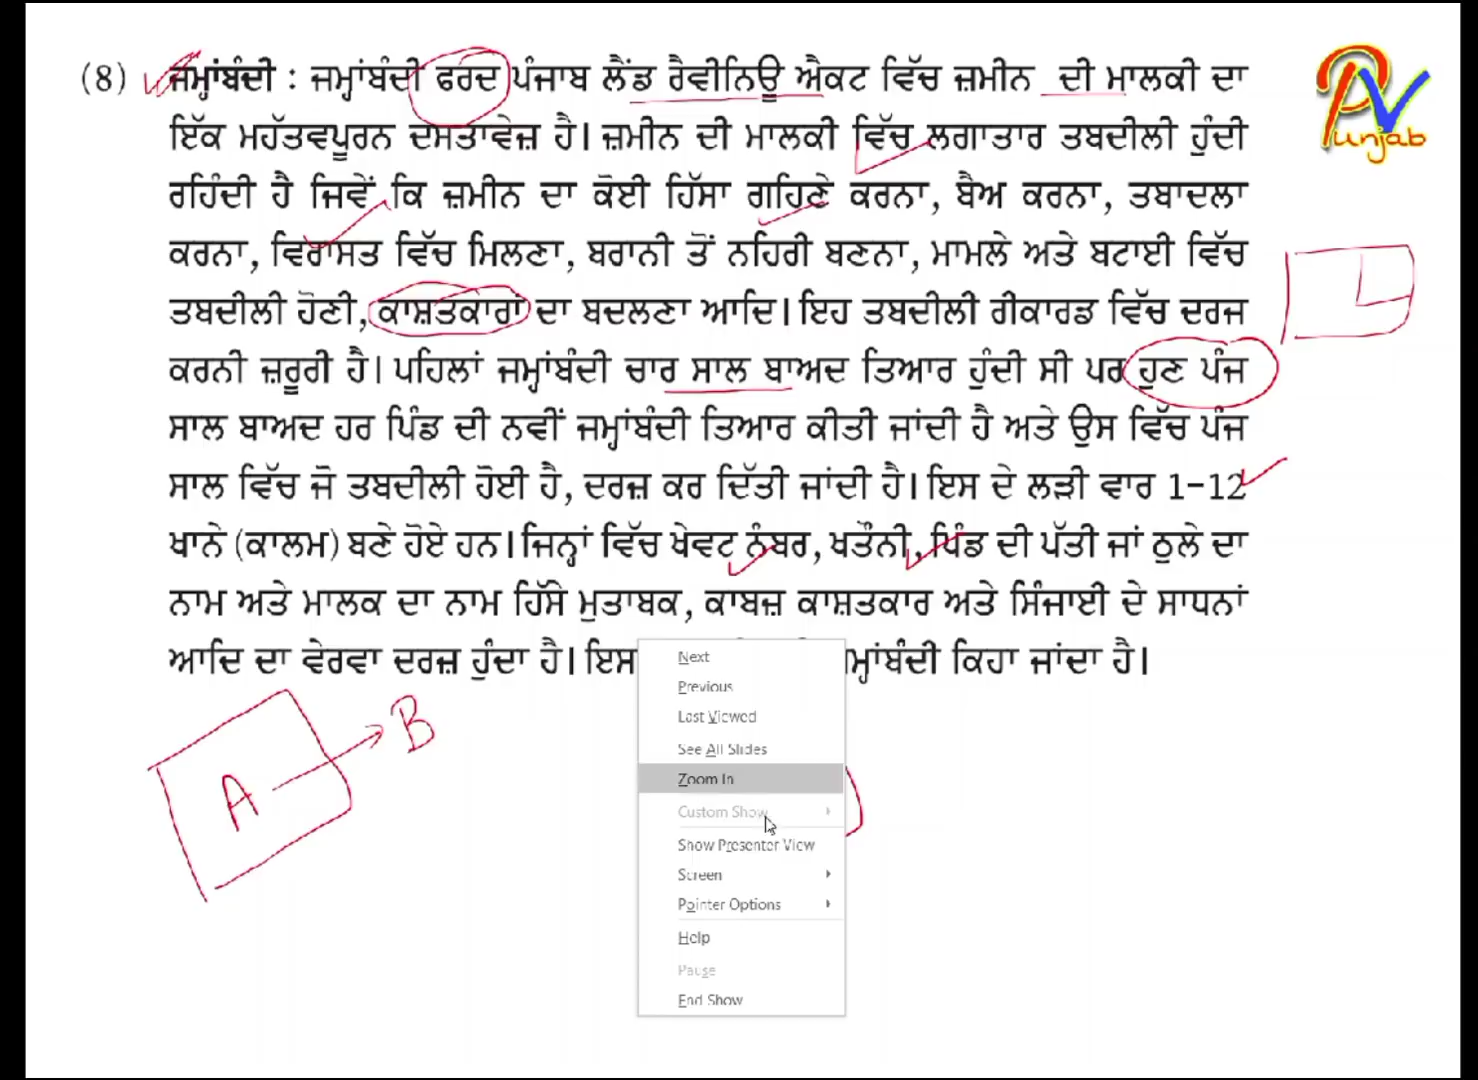 (8) ਜਮ੍ਹਾਂਬੰਦੀ : ਜਮ੍ਹਾਂਬੰਦੀ ਫਰਦ ਪੰਜਾਬ ਲੈਂਡ ਰੈਵੀਨਿਊ ਐਕਟ ਵਿੱਚ ਜ਼ਮੀਨ ਦੀ ਮਾਲਕੀ ਦਾ
ਇੱਕ ਮਹੱਤਵਪੂਰਨ ਦਸਤਾਵੇਜ਼ ਹੈ। ਜ਼ਮੀਨ ਦੀ ਮਾਲਕੀ ਵਿੱਚ ਲਗਾਤਾਰ ਤਬਦੀਲੀ ਹੁੰਦੀ
ਰਹਿੰਦੀ ਹੈ ਜਿਵੇਂ ਕਿ ਜ਼ਮੀਨ ਦਾ ਕੋਈ ਹਿੱਸਾ ਗਹਿਣੇ ਕਰਨਾ, ਬੈਅ ਕਰਨਾ, ਤਬਾਦਲਾ
ਕਰਨਾ, ਵਿਰਾਸਤ ਵਿੱਚ ਮਿਲਣਾ, ਬਰਾਨੀ ਤੋਂ ਨਹਿਰੀ ਬਣਨਾ, ਮਾਮਲੇ ਅਤੇ ਬਟਾਈ ਵਿੱਚ
ਤਬਦੀਲੀ ਹੋਣੀ, ਕਾਸ਼ਤਕਾਰਾਂ ਦਾ ਬਦਲਣਾ ਆਦਿ। ਇਹ ਤਬਦੀਲੀ ਰੀਕਾਰਡ ਵਿੱਚ ਦਰਜ
ਕਰਨੀ ਜ਼ਰੂਰੀ ਹੈ। ਪਹਿਲਾਂ ਜਮ੍ਹਾਂਬੰਦੀ ਚਾਰ ਸਾਲ ਬਾਅਦ ਤਿਆਰ ਹੁੰਦੀ ਸੀ ਪਰ ਹੁਣ ਪੰਜ
ਸਾਲ ਬਾਅਦ ਹਰ ਪਿੰਡ ਦੀ ਨਵੀਂ ਜਮ੍ਹਾਂਬੰਦੀ ਤਿਆਰ ਕੀਤੀ ਜਾਂਦੀ ਹੈ ਅਤੇ ਉਸ ਵਿੱਚ ਪੰਜ
ਸਾਲ ਵਿੱਚ ਜੋ ਤਬਦੀਲੀ ਹੋਈ ਹੈ, ਦਰਜ਼ ਕਰ ਦਿੱਤੀ ਜਾਂਦੀ ਹੈ। ਇਸ ਦੇ ਲੜੀ ਵਾਰ 1-12
ਖਾਨੇ (ਕਾਲਮ) ਬਣੇ ਹੋਏ ਹਨ। ਜਿਨ੍ਹਾਂ ਵਿੱਚ ਖੇਵਟ ਨੰਬਰ, ਖਤੌਨੀ, ਪਿੰਡ ਦੀ ਪੱਤੀ ਜਾਂ ਠੁਲੇ ਦਾ
ਨਾਮ ਅਤੇ ਮਾਲਕ ਦਾ ਨਾਮ ਹਿੱਸੇ ਮੁਤਾਬਕ, ਕਾਬਜ਼ ਕਾਸ਼ਤਕਾਰ ਅਤੇ ਸਿੰਜਾਈ ਦੇ ਸਾਧਨਾਂ
ਆਦਿ ਦਾ ਵੇਰਵਾ ਦਰਜ਼ ਹੁੰਦਾ ਹੈ। ਇਸ ਕਿਹਾ ਜਾਂਦਾ ਹੈ।
PV
unjab
A B
Next
Previous
Last Viewed
See All Slides
Zoom In
Custom Show
Show Presenter View
Screen
Pointer Options
Help
Pause
End Show